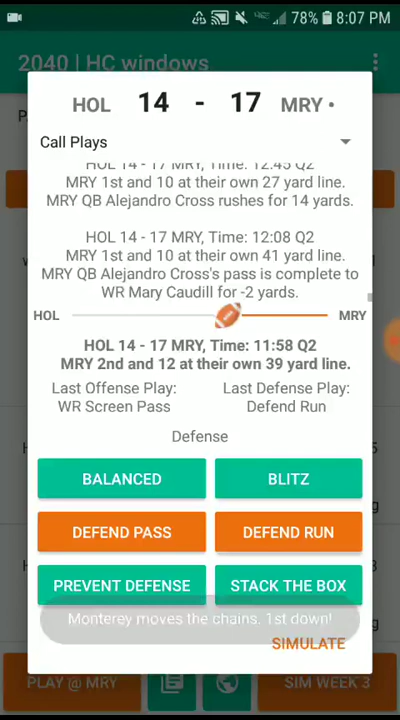 78% 8:07 PM
2040 | HC windows
HOL 14 - 17 MRY •
Call Plays
HOL 14 - 17 MRY, Time: 12:45 Q2
MRY 1st and 10 at their own 27 yard line.
MRY QB Alejandro Cross rushes for 14 yards.
HOL 14 - 17 MRY, Time: 12:08 Q2
MRY 1st and 10 at their own 41 yard line.
MRY QB Alejandro Cross's pass is complete to
WR Mary Caudill for -2 yards.
HOL MRY
HOL 14 - 17 MRY, Time: 11:58 Q2
MRY 2nd and 12 at their own 39 yard line.
Last Offense Play: Last Defense Play:
WR Screen Pass Defend Run
Defense
BALANCED BLITZ
DEFEND PASS DEFEND RUN
PREVENT DEFENSE STACK THE BOX
Monterey moves the chains. 1st down!
SIMULATE
PLAY @ MRY SIM WEEK 3